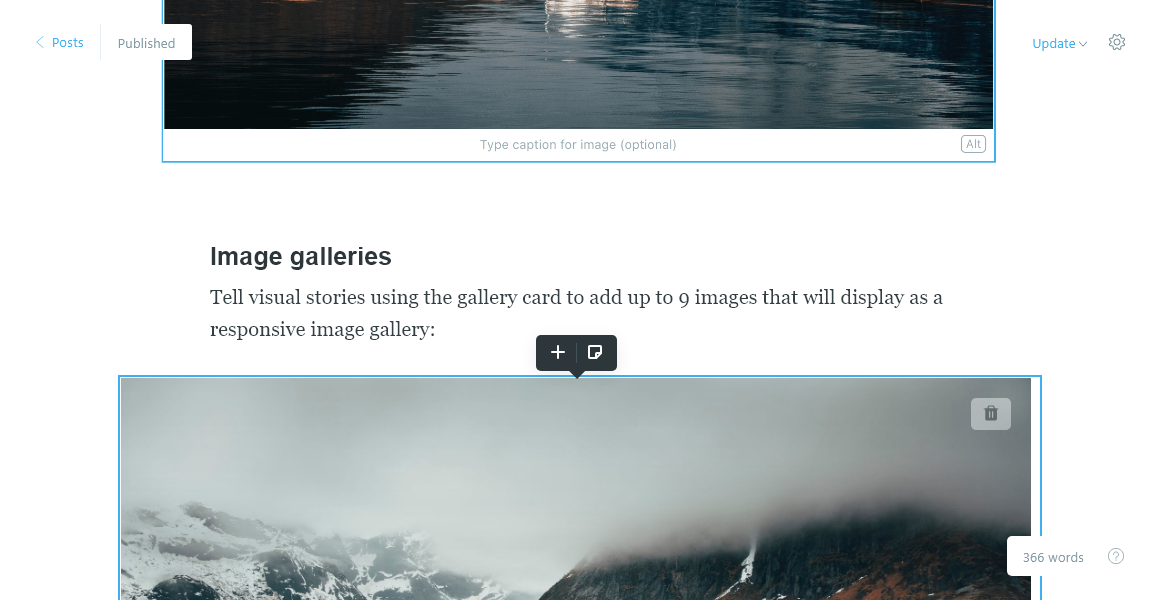 Posts
Published
Update
Type caption for image (optional)
Alt
Image galleries
Tell visual stories using the gallery card to add up to 9 images that will display as a
responsive image gallery:
366 words
?